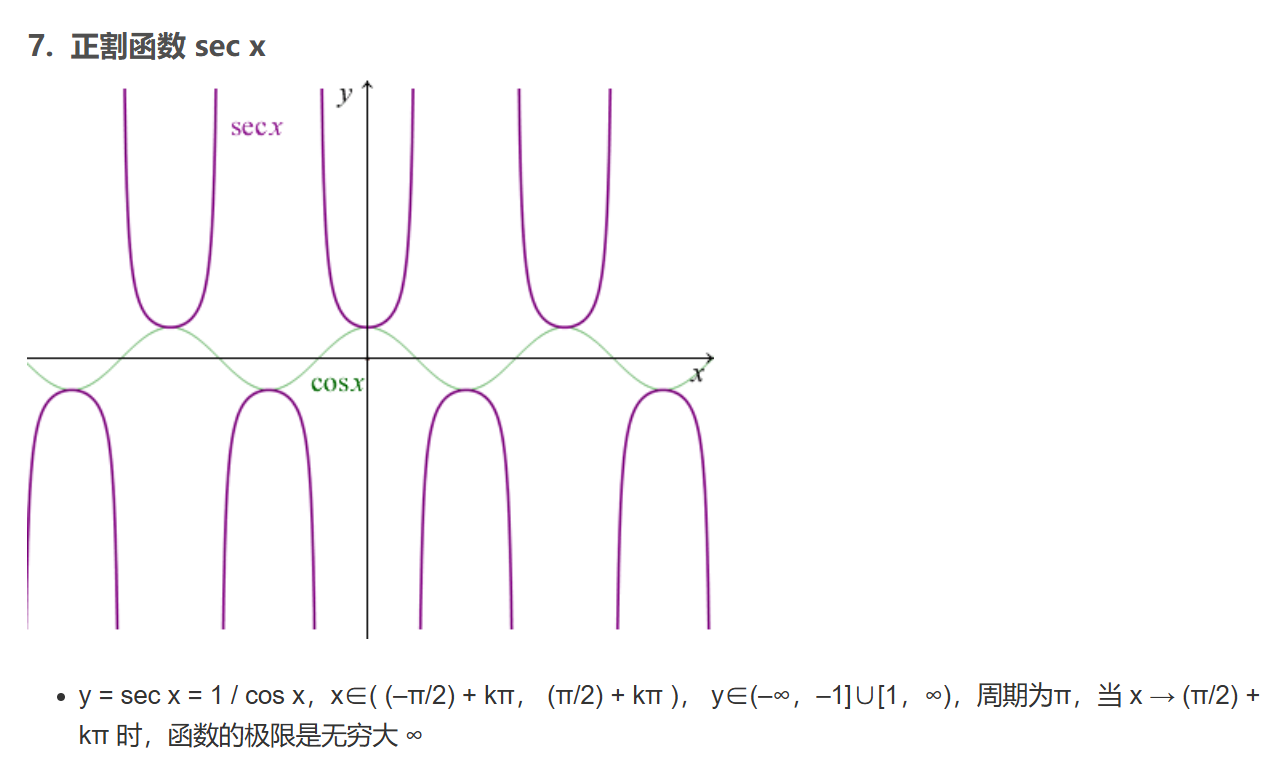 7. 正割函数 sec x
y
sec x
x
cos x
• y = sec x = 1 / cos x，x∈( (–π/2) + kπ， (π/2) + kπ )， y∈(–∞，–1]∪[1，∞)，周期为π，当 x → (π/2) +
kπ 时，函数的极限是无穷大 ∞